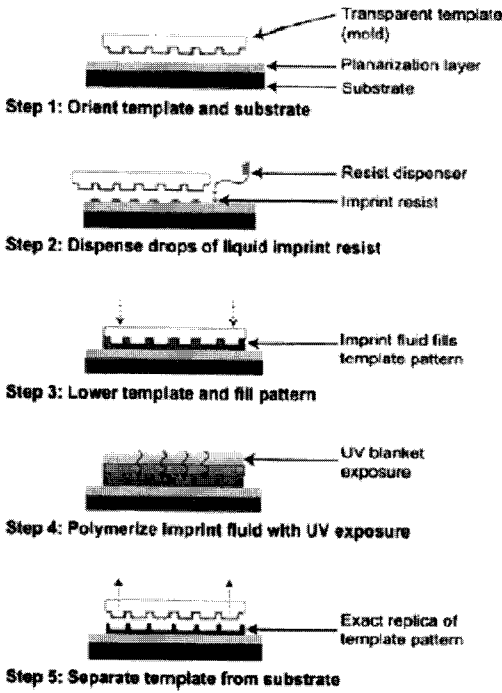 Transparent template
(mold)
Planarization layer
Substrate
Step 1: Orient template and substrate
Resist dispenser
Imprint resist
Step 2: Dispense drops of liquid imprint resist
Imprint fluid fills
template pattern
Step 3: Lower template and fill pattern
UV blanket
exposure
Step 4: Polymerize imprint fluid with UV exposure
Exact replica of
template pattern
Step 5: Separate template from substrate